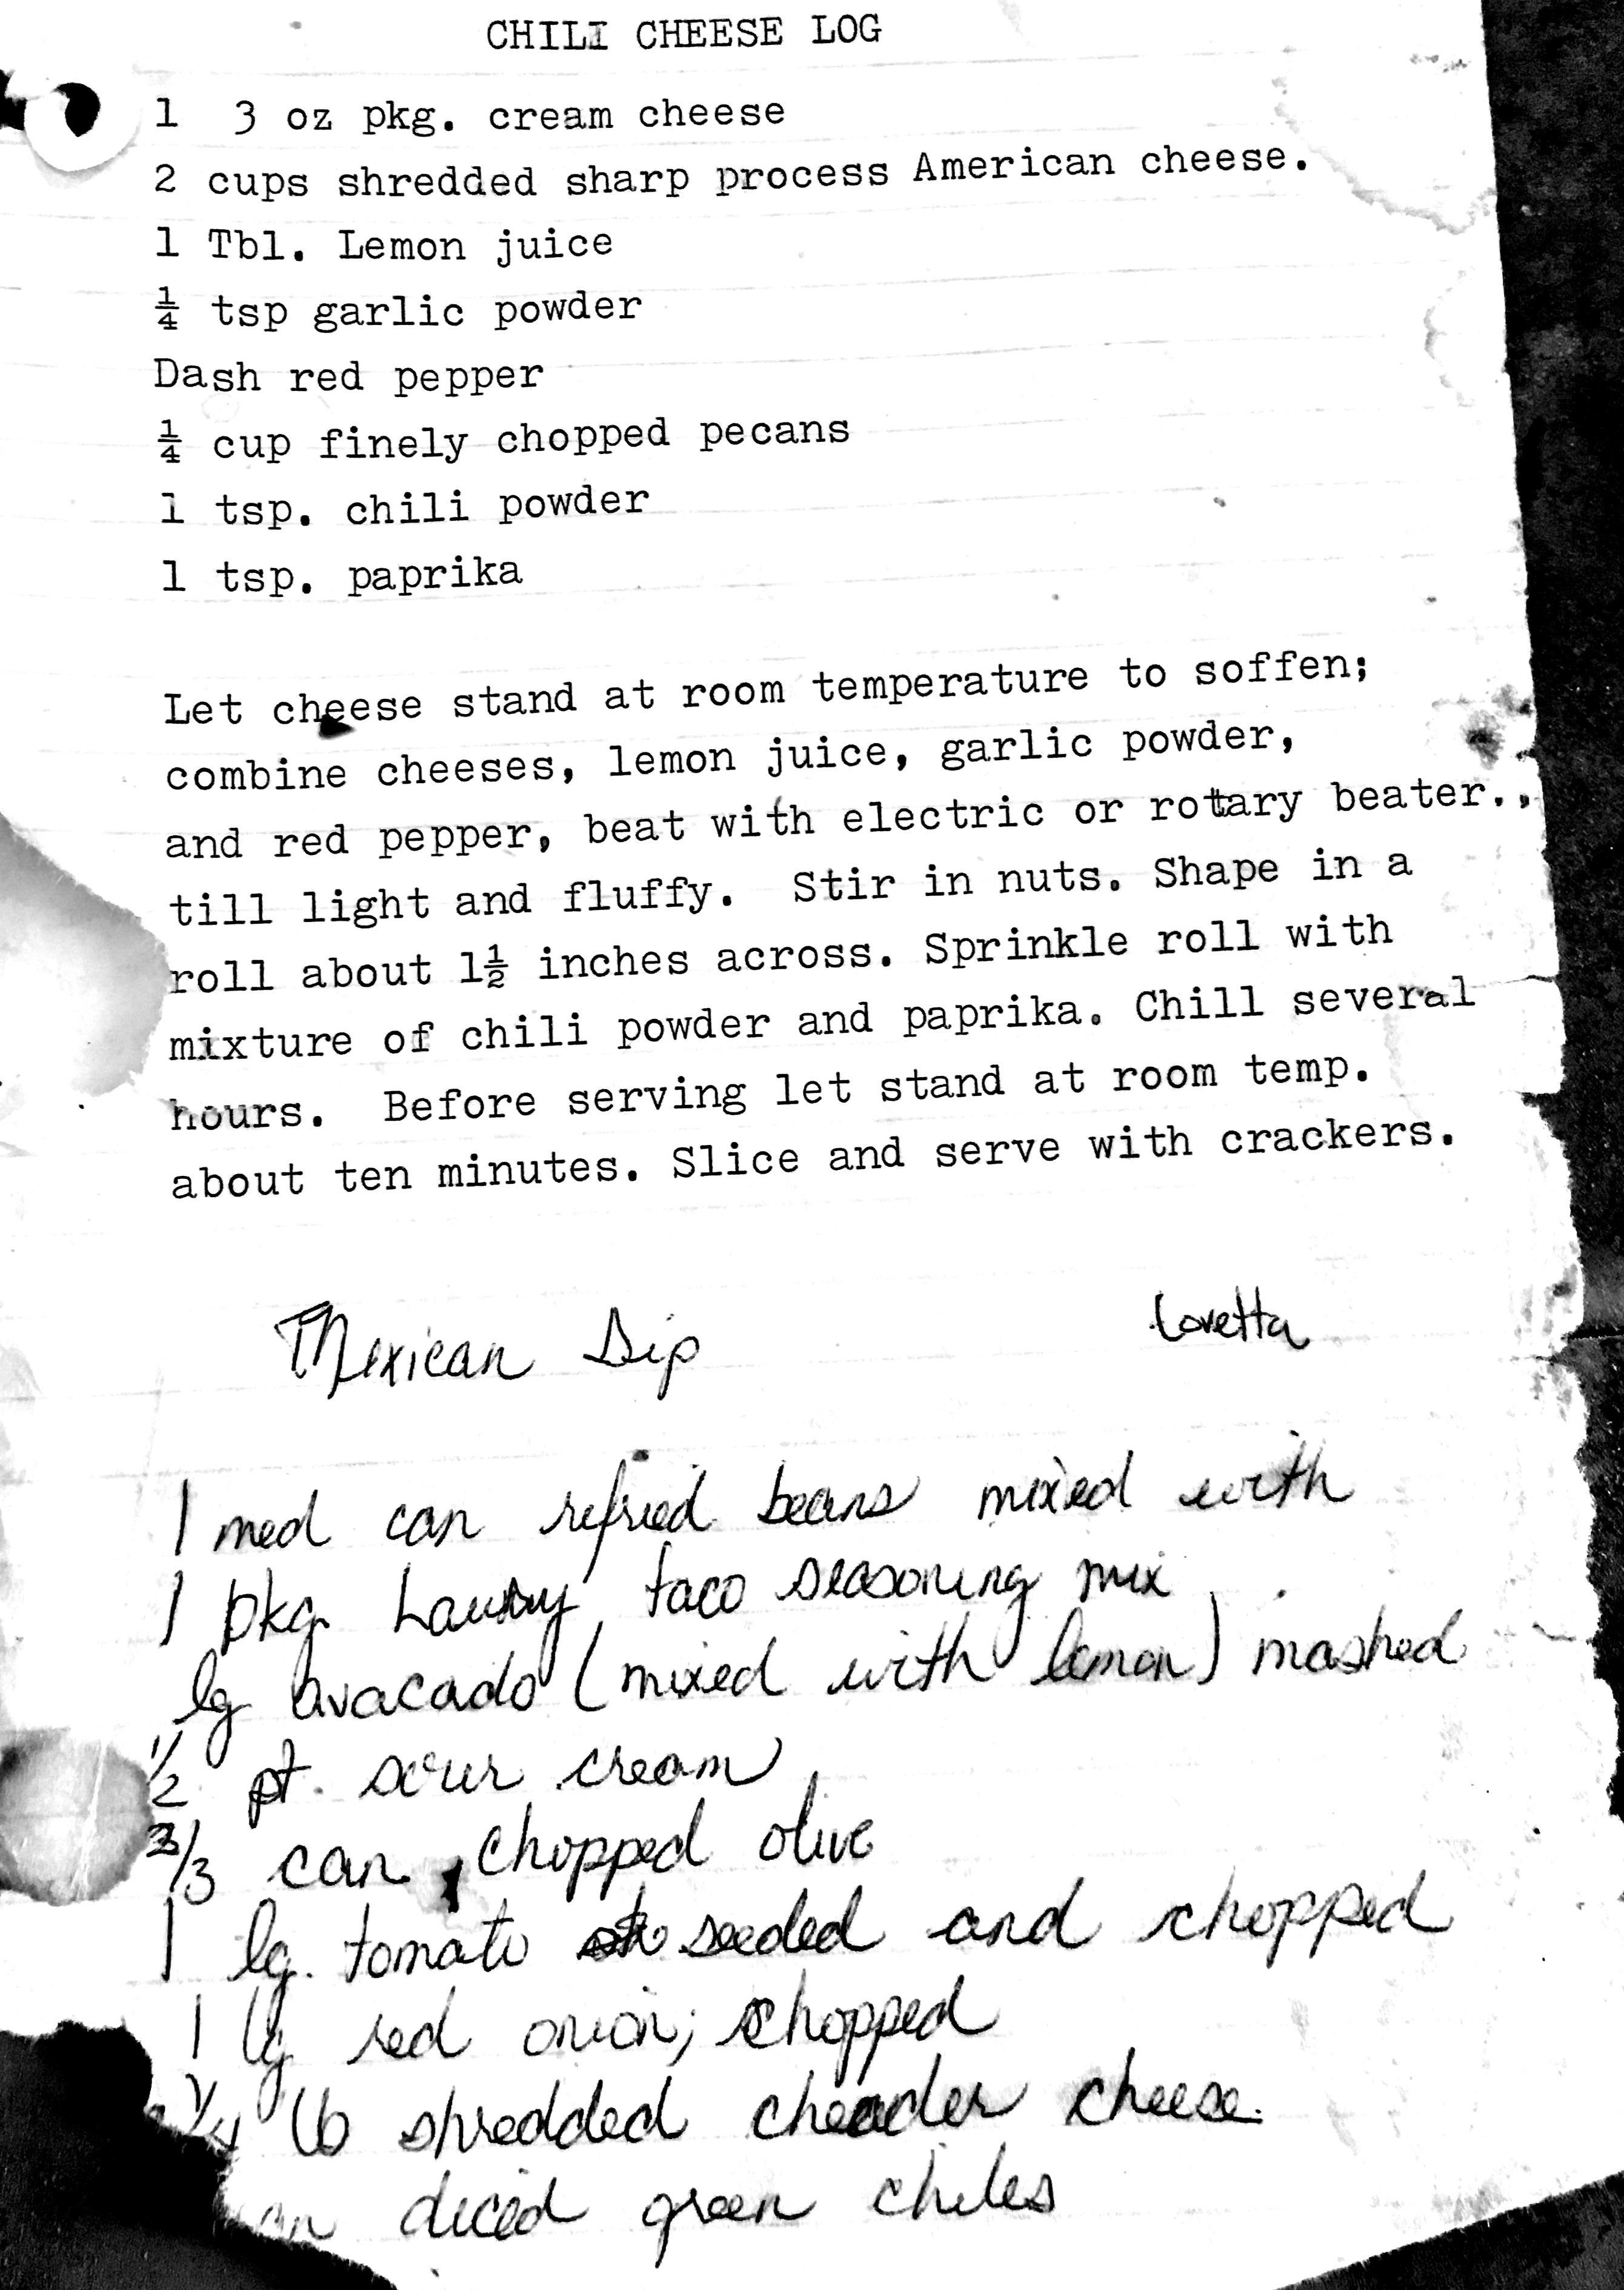 CHILI CHEESE LOG
1 3 oz pkg. cream cheese
2 cups shredded sharp process American cheese.
1 Tbl. Lemon juice
¼ tsp garlic powder
Dash red pepper
¼ cup finely chopped pecans
1 tsp. chili powder
1 tsp. paprika
Let cheese stand at room temperature to soffen;
combine cheeses, lemon juice, garlic powder,
and red pepper, beat with electric or rotary beater..
till light and fluffy. Stir in nuts. Shape in a
roll about 1½ inches across. Sprinkle roll with
mixture of chili powder and paprika. Chill several
hours. Before serving let stand at room temp.
about ten minutes. Slice and serve with crackers.
Mexican Dip Loretta
1 med can refried beans mixed with
1 pkg. taco seasoning mix
lg avacado (mixed with lemon) mashed
1/2 pt. sour cream
2/3 can chopped olive
1 lg. tomato seeded and chopped
1 lg red onion; chopped
1/4 lb shredded cheader cheese.
diced green chiles